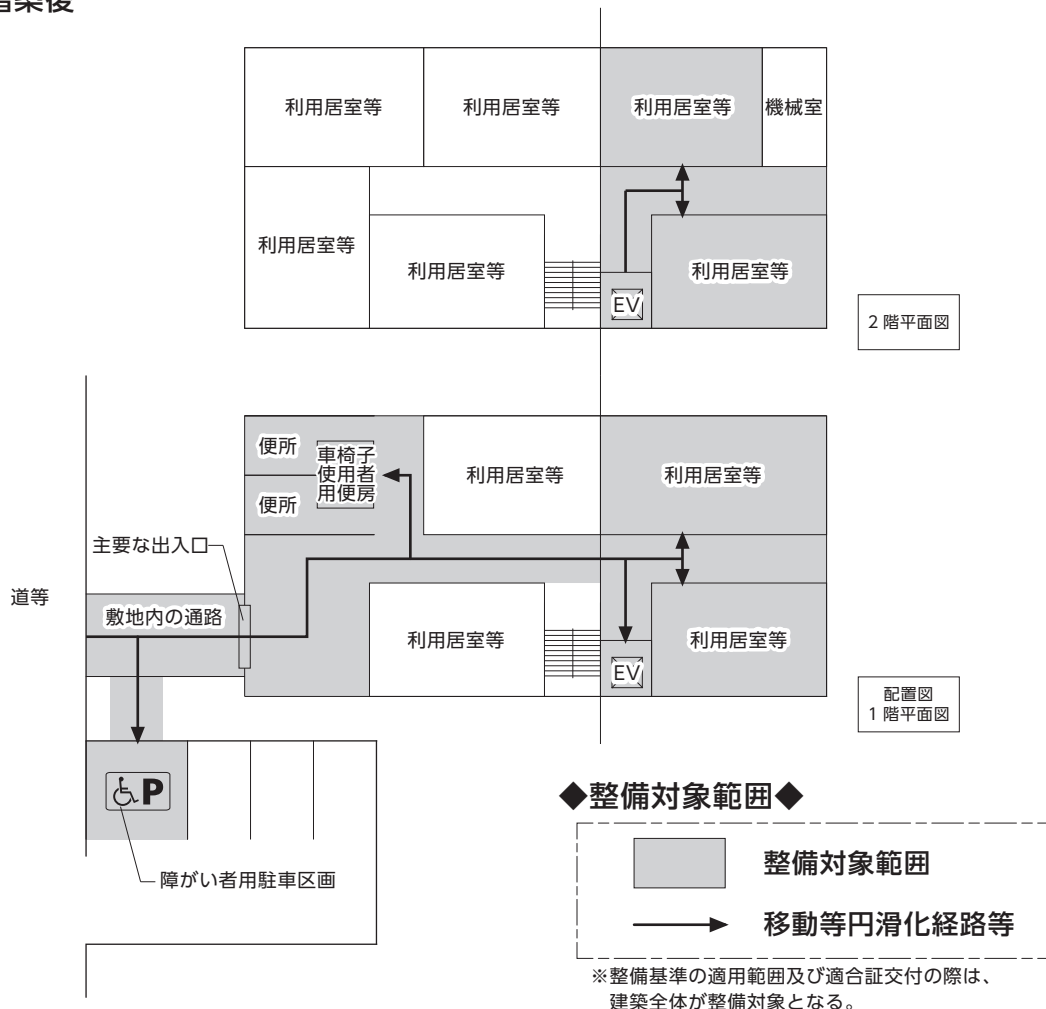 増築後
利用居室等
利用居室等
利用居室等
機械室
利用居室等
利用居室等
利用居室等
EV
2階平面図
便所
便所
車椅子
使用者
用便房
利用居室等
利用居室等
主要な出入口
道等
敷地内の通路
利用居室等
利用居室等
EV
配置図
1階平面図
P
障がい者用駐車区画
◆整備対象範囲◆
整備対象範囲
移動等円滑化経路等
※整備基準の適用範囲及び適合証交付の際は、
建築全体が整備対象となる。